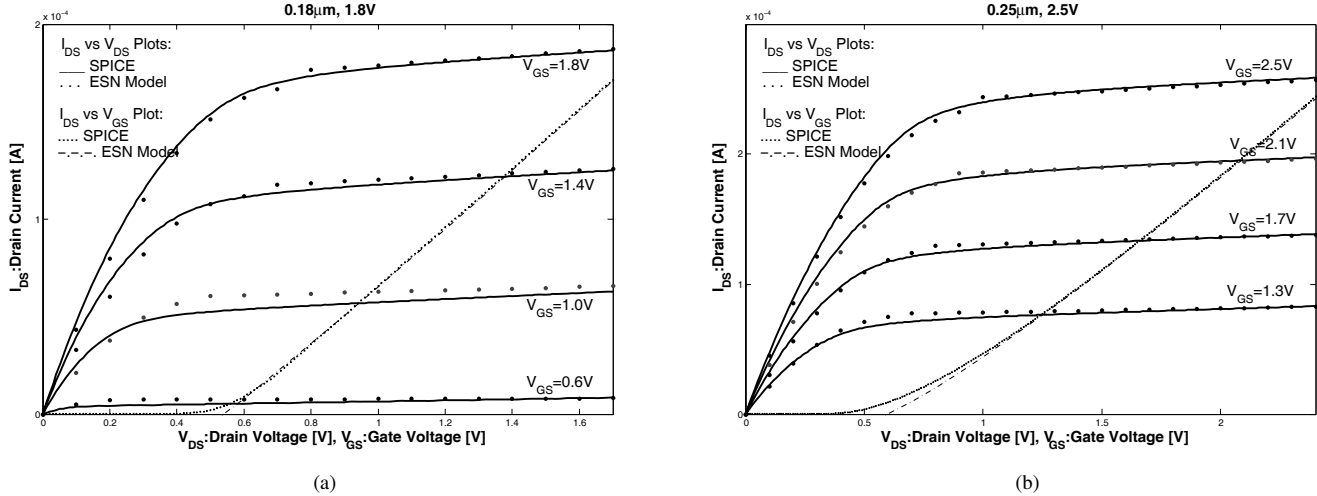 0.18μm, 1.8V
x 10⁻⁴
2
1
0
I_DS:Drain Current [A]
I_DS vs V_DS Plots:
SPICE
ESN Model
I_DS vs V_GS Plot:
SPICE
ESN Model
V_GS=1.8V
V_GS=1.4V
V_GS=1.0V
V_GS=0.6V
0 0.2 0.4 0.6 0.8 1 1.2 1.4 1.6
V_DS:Drain Voltage [V], V_GS:Gate Voltage [V]
(a)
0.25μm, 2.5V
x 10⁻⁴
3
2
1
0
I_DS:Drain Current [A]
I_DS vs V_DS Plots:
SPICE
ESN Model
I_DS vs V_GS Plot:
SPICE
ESN Model
V_GS=2.5V
V_GS=2.1V
V_GS=1.7V
V_GS=1.3V
0 0.5 1 1.5 2
V_DS:Drain Voltage [V], V_GS:Gate Voltage [V]
(b)